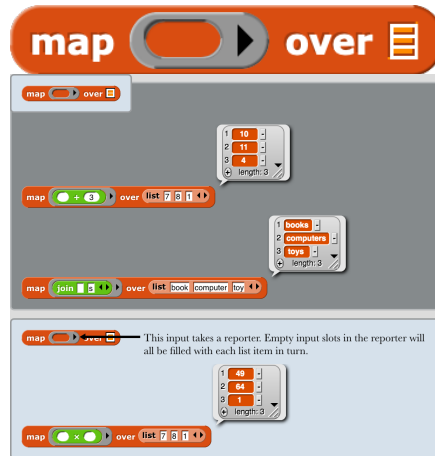 map over
map over
1 10
2 11
3 4
length: 3
map + 3 over list 7 8 1
1 books
2 computers
3 toys
length: 3
map join s over list book computer toy
map over
This input takes a reporter. Empty input slots in the reporter will
all be filled with each list item in turn.
1 49
2 64
3 1
length: 3
map × over list 7 8 1